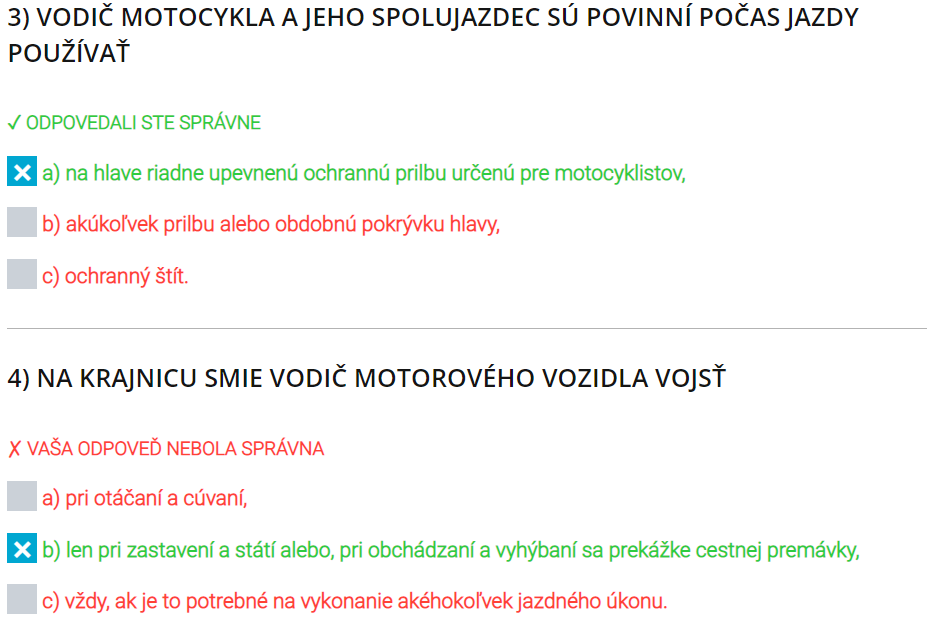 3) VODIČ MOTOCYKLA A JEHO SPOLUJAZDEC SÚ POVINNÍ POČAS JAZDY
POUŽÍVAŤ
✓ ODPOVEDALI STE SPRÁVNE
a) na hlave riadne upevnenú ochrannú prilbu určenú pre motocyklistov,
b) akúkoľvek prilbu alebo obdobnú pokrývku hlavy,
c) ochranný štít.
4) NA KRAJNICU SMIE VODIČ MOTOROVÉHO VOZIDLA VOJSŤ
✗ VAŠA ODPOVEĎ NEBOLA SPRÁVNA
a) pri otáčaní a cúvaní,
b) len pri zastavení a státí alebo, pri obchádzaní a vyhýbaní sa prekážke cestnej premávky,
c) vždy, ak je to potrebné na vykonanie akéhokoľvek jazdného úkonu.